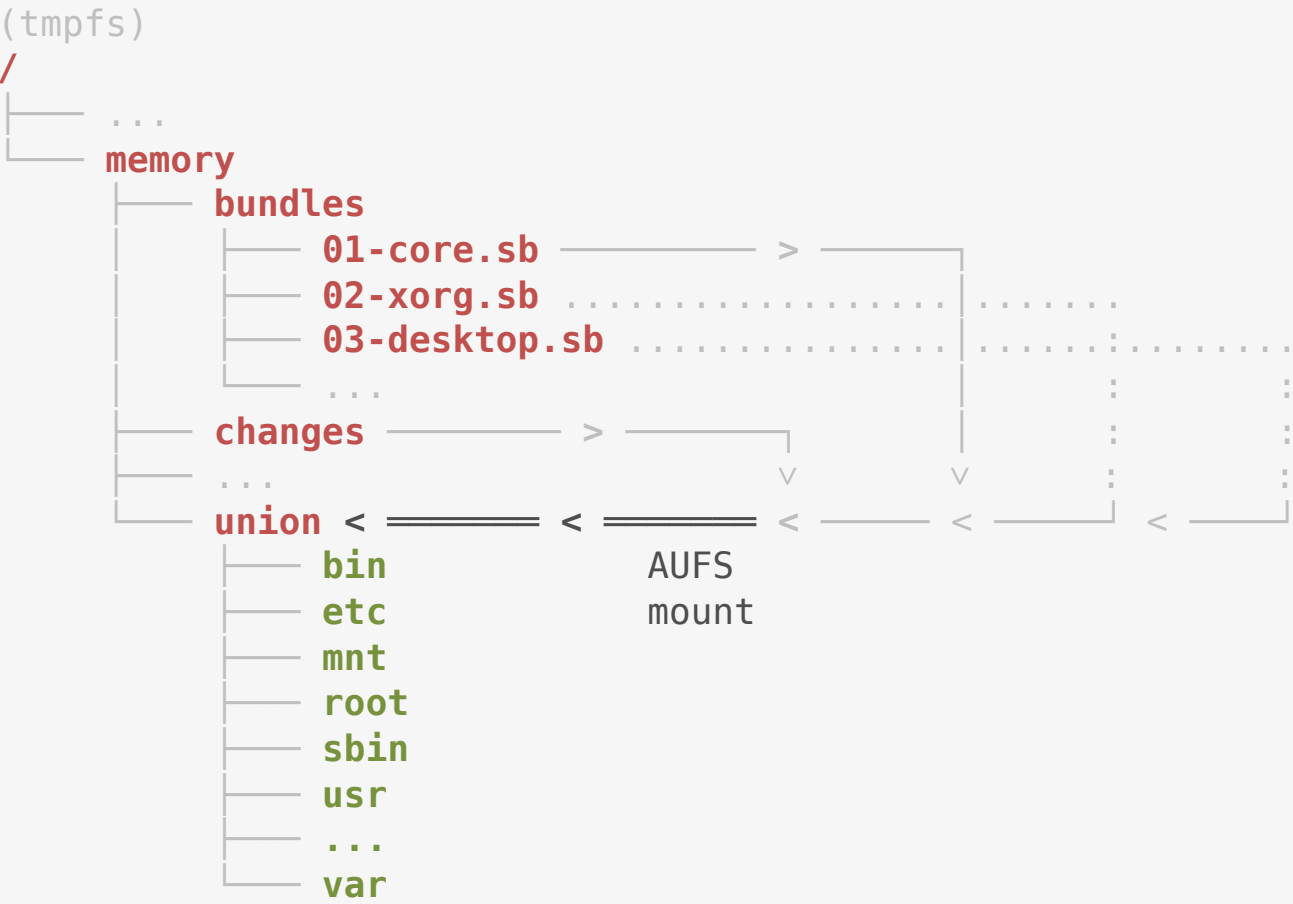 (tmpfs)
/
├─── ...
└─── memory
     ├─── bundles
     │    ├─── 01-core.sb ───────── > ──────┐
     │    ├─── 02-xorg.sb .................. │ .......
     │    ├─── 03-desktop.sb ............... │ ......:........
     │    └─── ...                           │       :       :
     ├─── changes ──────── > ───────┐        │       :       :
     ├─── ...                       v        v       :       :
     └─── union < ═══════ < ═══════ < ───── < ─────┘ < ────┘
          ├─── bin            AUFS
          ├─── etc            mount
          ├─── mnt
          ├─── root
          ├─── sbin
          ├─── usr
          ├─── ...
          └─── var